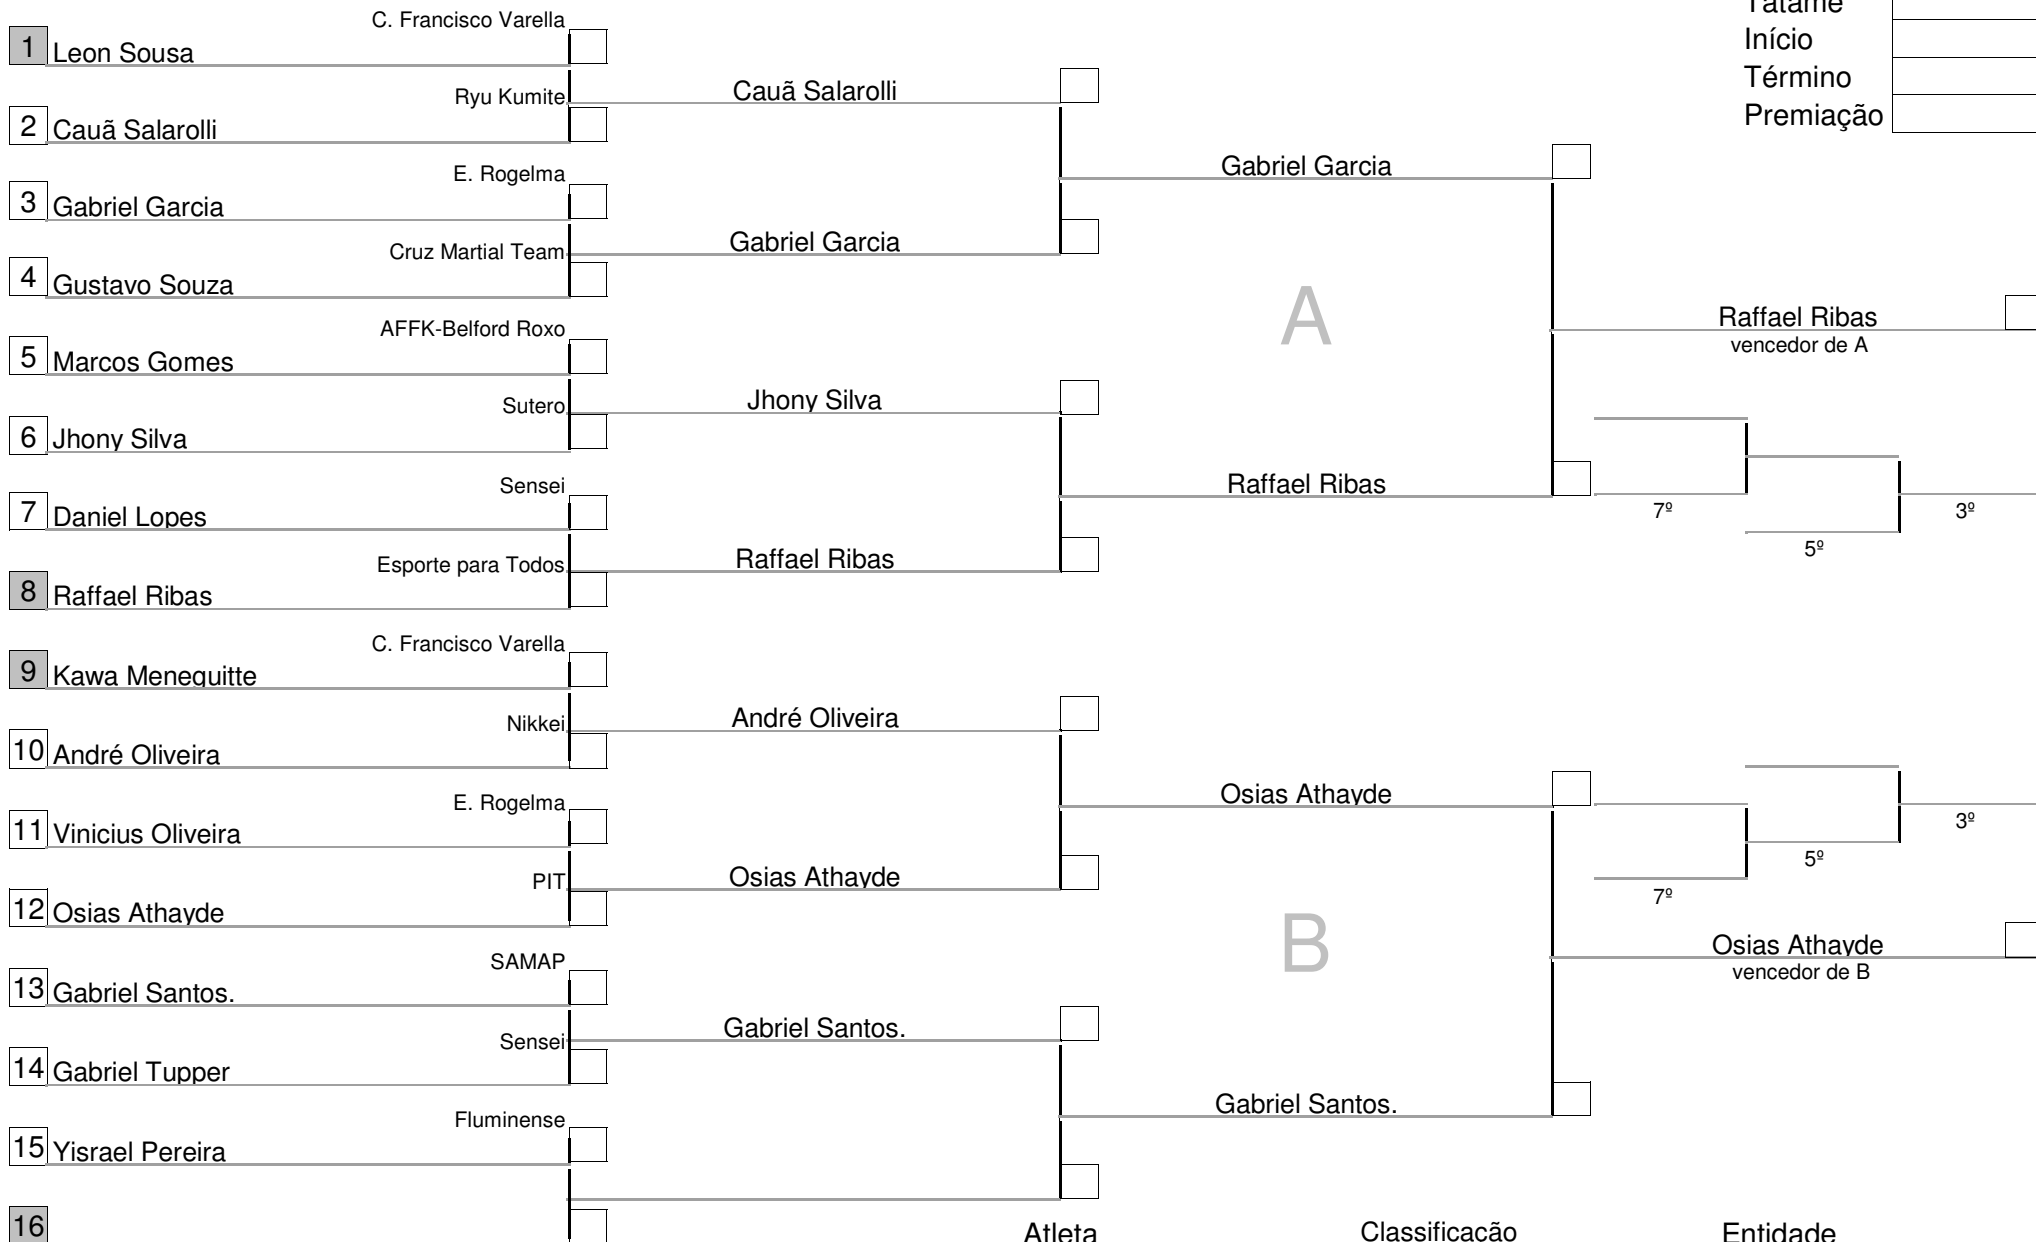 Tatame
Início
Término
Premiação
C. Francisco Varella
1 Leon Sousa
Ryu Kumite
2 Cauã Salarolli
E. Rogelma
3 Gabriel Garcia
Cruz Martial Team
4 Gustavo Souza
AFFK-Belford Roxo
5 Marcos Gomes
Sutero
6 Jhony Silva
Sensei
7 Daniel Lopes
Esporte para Todos
8 Raffael Ribas
C. Francisco Varella
9 Kawa Meneguitte
Nikkei
10 André Oliveira
E. Rogelma
11 Vinicius Oliveira
PIT
12 Osias Athayde
SAMAP
13 Gabriel Santos.
Sensei
14 Gabriel Tupper
Fluminense
15 Yisrael Pereira
16
Cauã Salarolli
Gabriel Garcia
Jhony Silva
Raffael Ribas
André Oliveira
Osias Athayde
Gabriel Santos.
Gabriel Garcia
A
Raffael Ribas
Osias Athayde
B
Gabriel Santos.
Raffael Ribas
vencedor de A
7º
5º
3º
3º
5º
7º
Osias Athayde
vencedor de B
Atleta
Classificação
Entidade